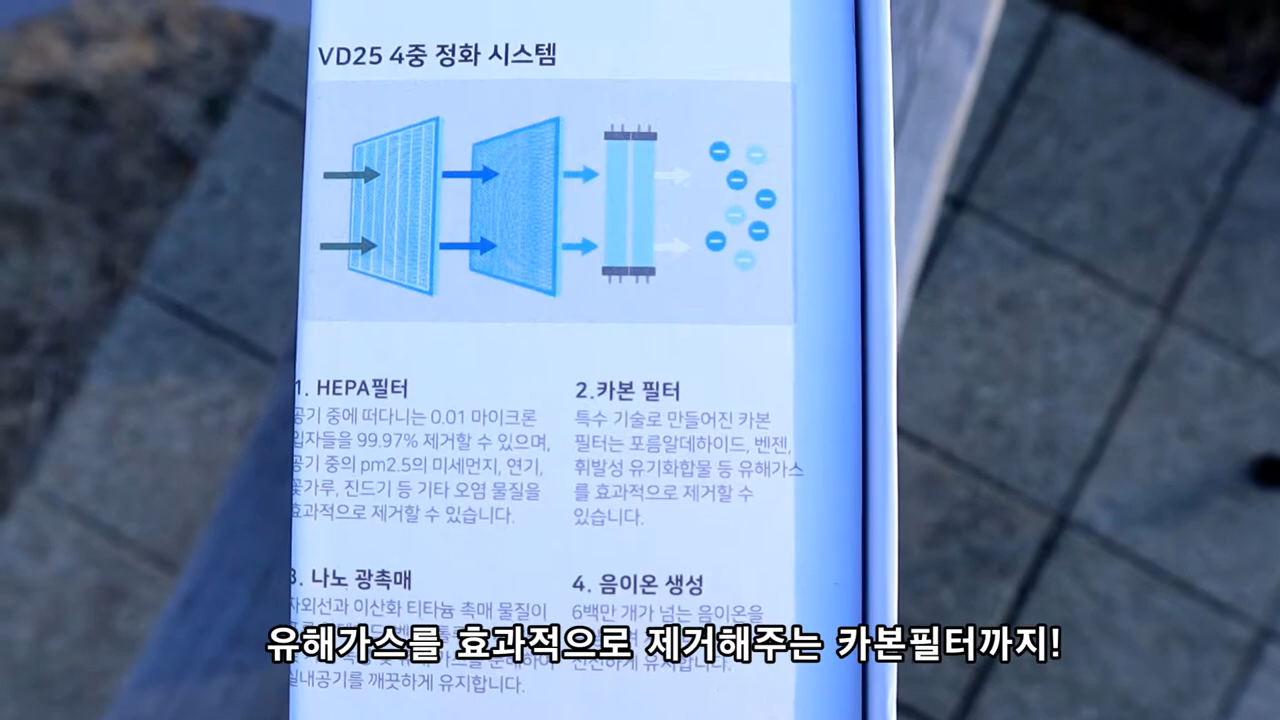 VD25 4중 정화 시스템
1. HEPA필터
공기 중에 떠다니는 0.01 마이크론
입자들을 99.97% 제거할 수 있으며,
공기 중의 pm2.5의 미세먼지, 연기,
꽃가루, 진드기 등 기타 오염 물질을
효과적으로 제거할 수 있습니다.
2.카본 필터
특수 기술로 만들어진 카본
필터는 포름알데하이드, 벤젠,
휘발성 유기화합물 등 유해가스
를 효과적으로 제거할 수
있습니다.
3. 나노 광촉매
자외선과 이산화 티타늄 촉매 물질이
실내공기를 깨끗하게 유지합니다.
4. 음이온 생성
6백만 개가 넘는 음이온을
유지합니다.
유해가스를 효과적으로 제거해주는 카본필터까지!